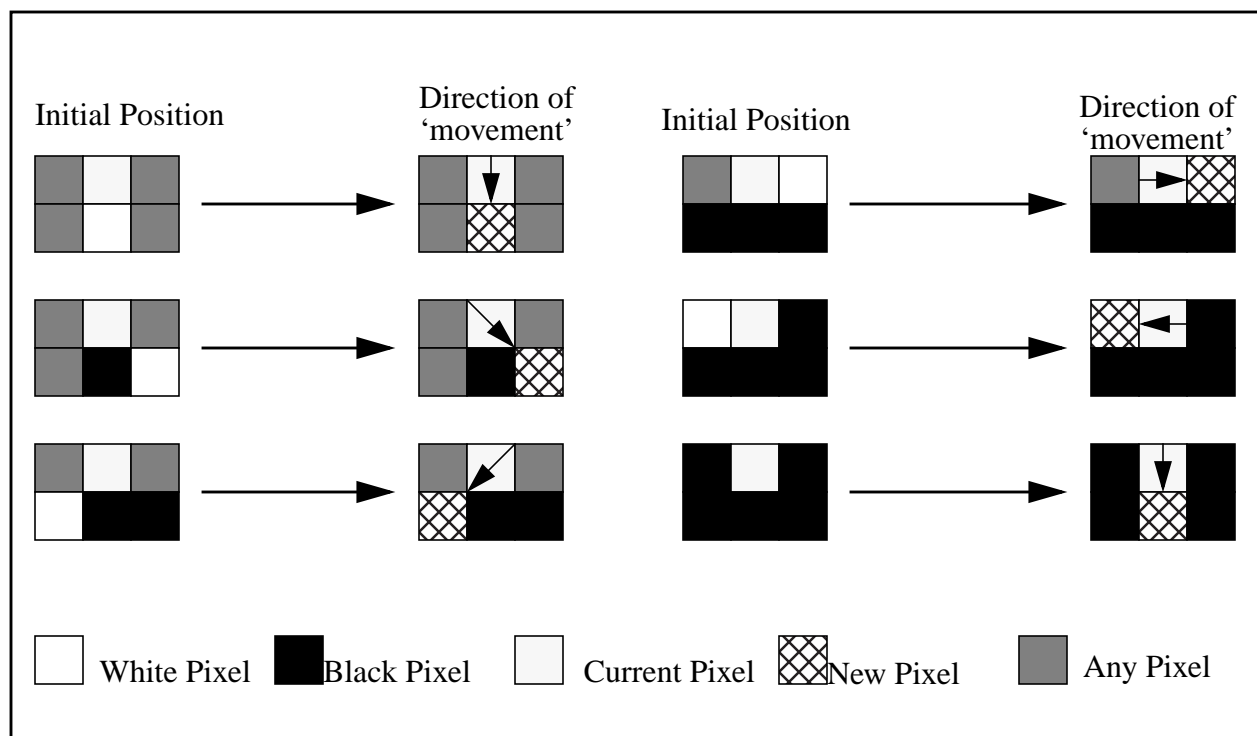 Initial Position
Direction of
‘movement’
Initial Position
Direction of
‘movement’
White Pixel
Black Pixel
Current Pixel
New Pixel
Any Pixel